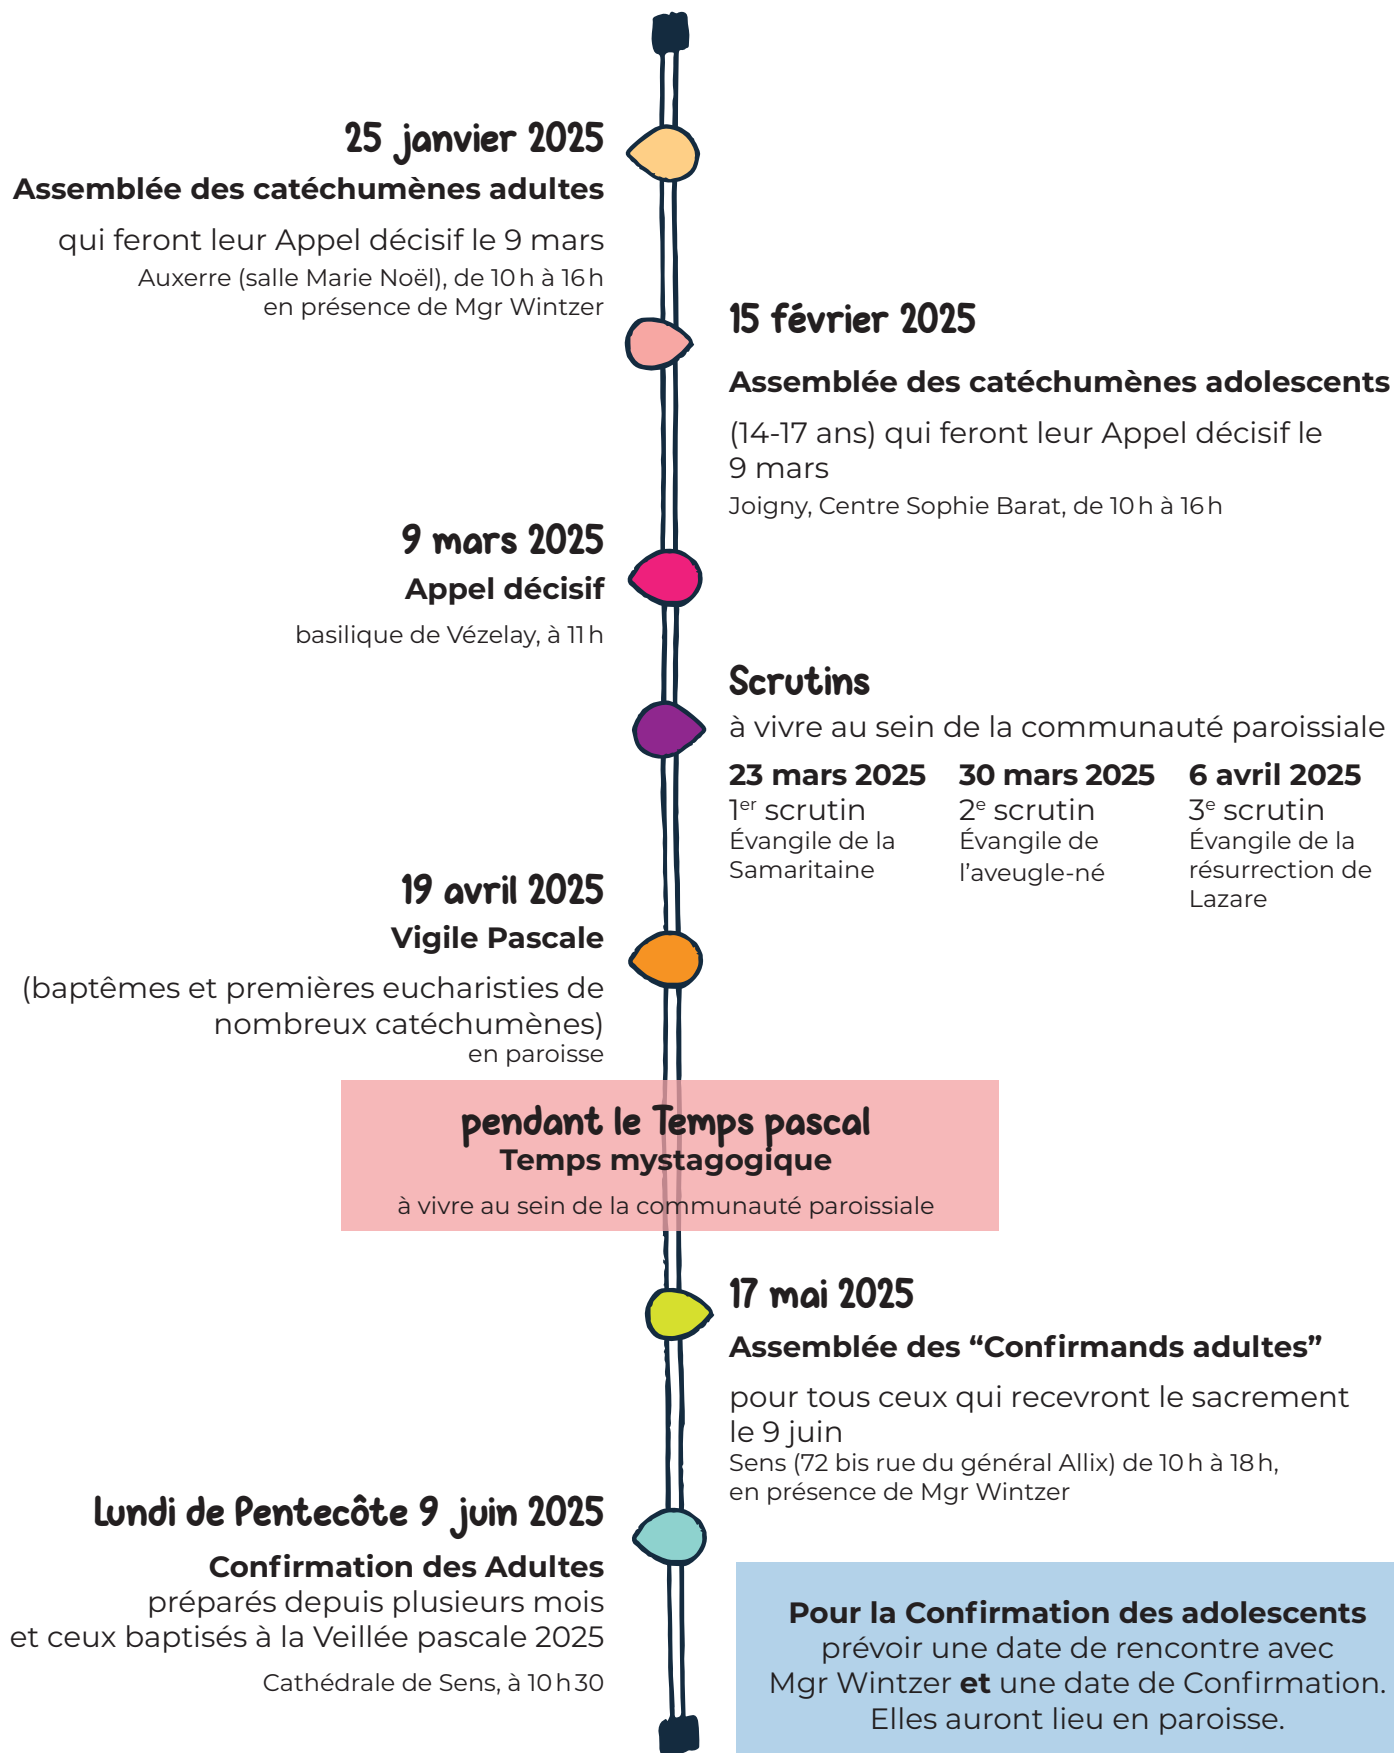 25 janvier 2025
Assemblée des catéchumènes adultes
qui feront leur Appel décisif le 9 mars
Auxerre (salle Marie Noël), de 10 h à 16 h
en présence de Mgr Wintzer
15 février 2025
Assemblée des catéchumènes adolescents
(14-17 ans) qui feront leur Appel décisif le
9 mars
Joigny, Centre Sophie Barat, de 10 h à 16 h
9 mars 2025
Appel décisif
basilique de Vézelay, à 11 h
Scrutins
à vivre au sein de la communauté paroissiale
23 mars 2025
1er scrutin
Évangile de la
Samaritaine
30 mars 2025
2e scrutin
Évangile de
l’aveugle-né
6 avril 2025
3e scrutin
Évangile de la
résurrection de
Lazare
19 avril 2025
Vigile Pascale
(baptêmes et premières eucharisties de
nombreux catéchumènes)
en paroisse
pendant le Temps pascal
Temps mystagogique
à vivre au sein de la communauté paroissiale
17 mai 2025
Assemblée des “Confirmands adultes”
pour tous ceux qui recevront le sacrement
le 9 juin
Sens (72 bis rue du général Allix) de 10 h à 18 h,
en présence de Mgr Wintzer
Lundi de Pentecôte 9 juin 2025
Confirmation des Adultes
préparés depuis plusieurs mois
et ceux baptisés à la Veillée pascale 2025
Cathédrale de Sens, à 10 h 30
Pour la Confirmation des adolescents
prévoir une date de rencontre avec
Mgr Wintzer et une date de Confirmation.
Elles auront lieu en paroisse.